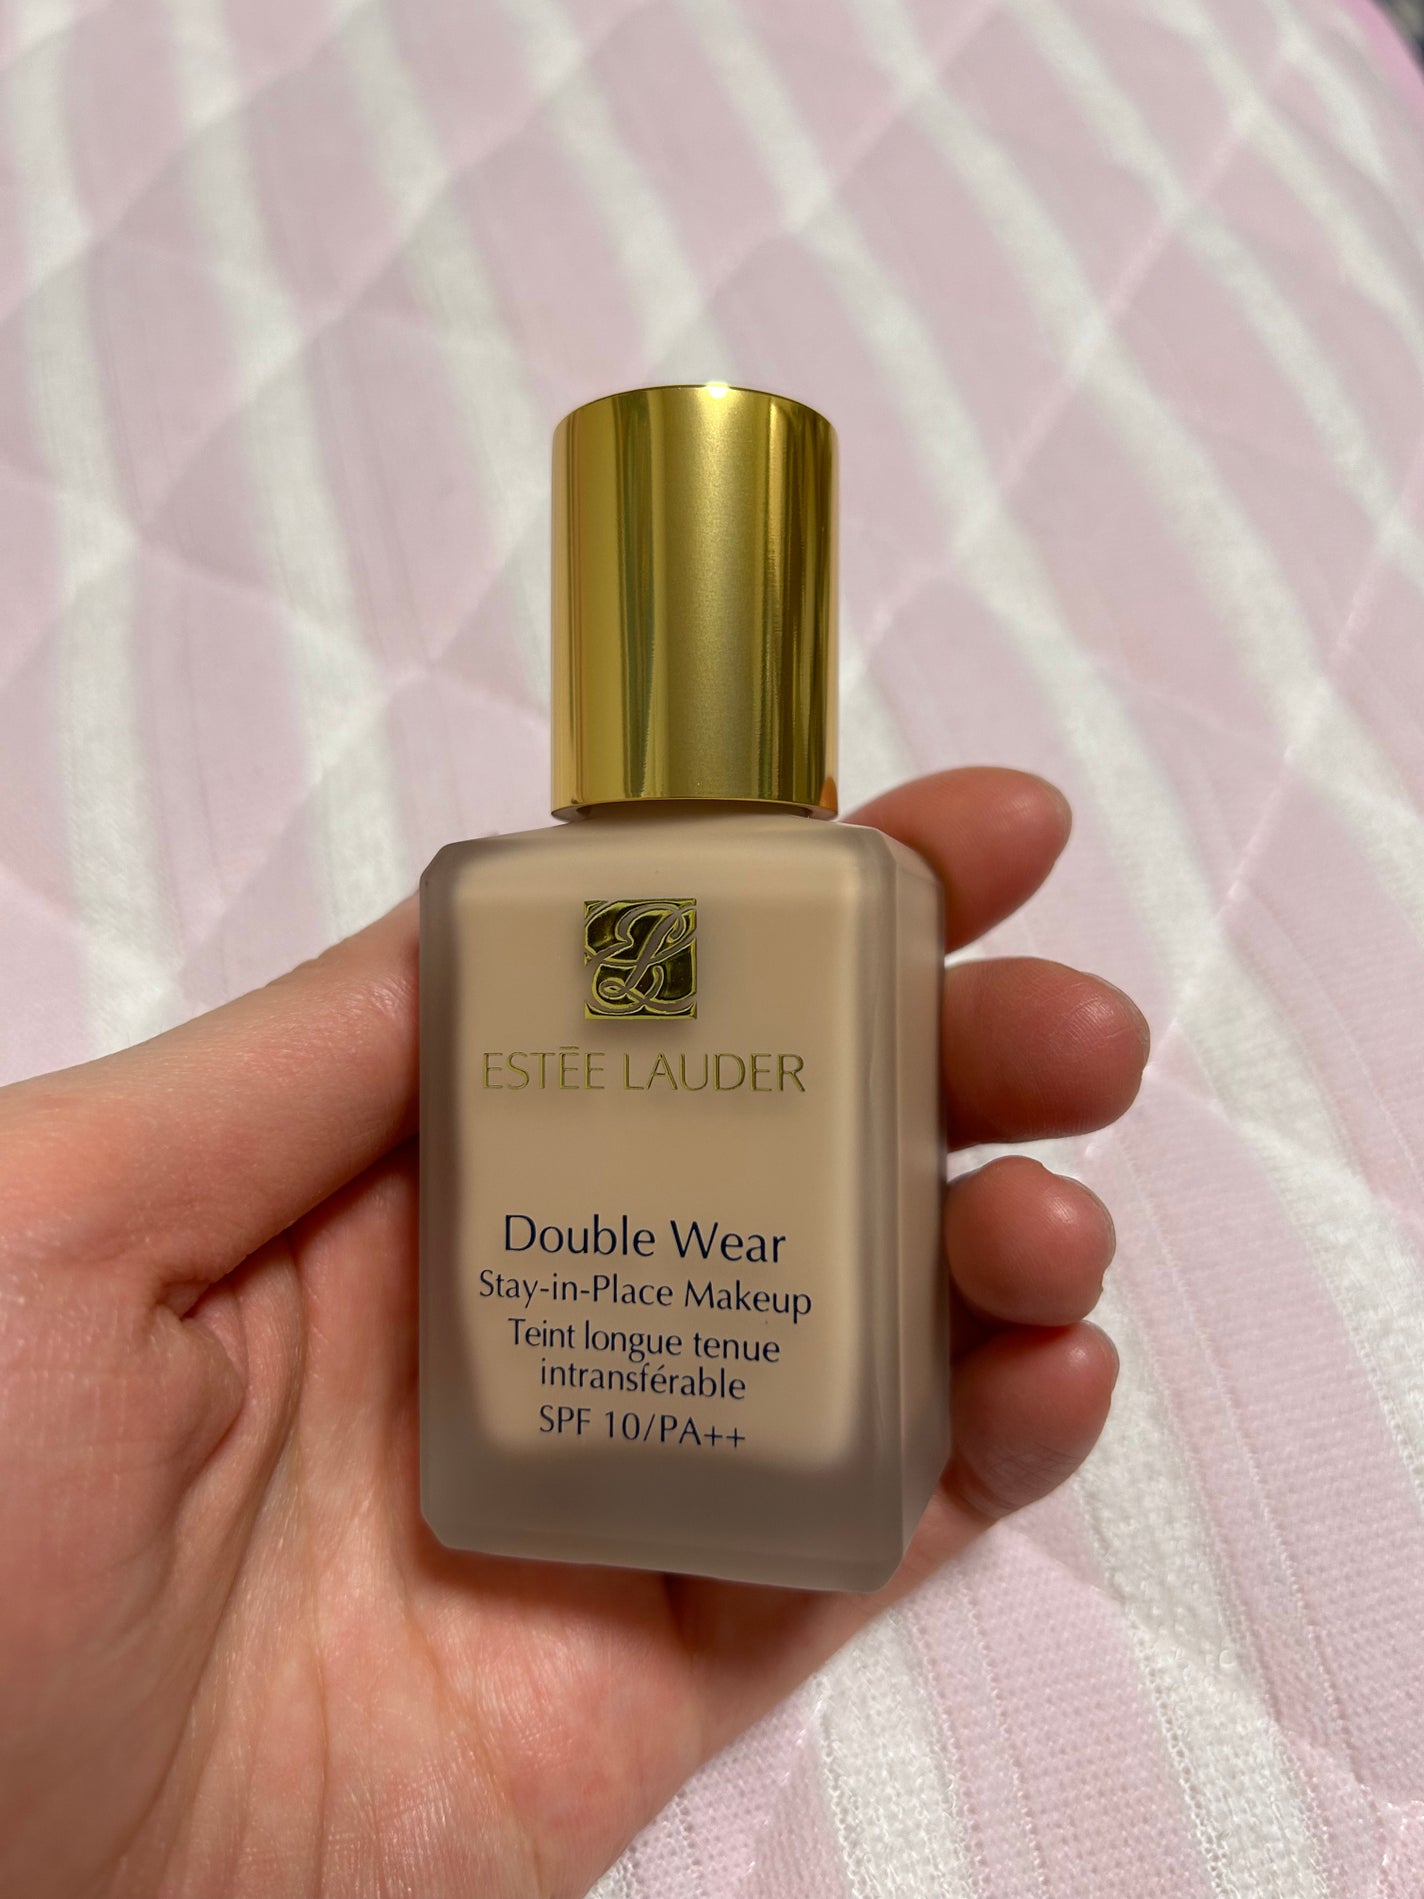 ESTĒE LAUDER
Double Wear
Stay-in-Place Makeup
Teint longue tenue
intransférable
SPF 10/PA++